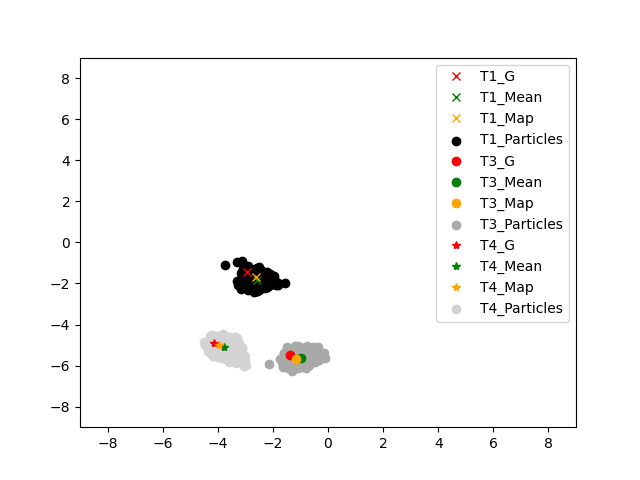 8
6
4
2
0
−2
−4
−6
−8
−8 −6 −4 −2 0 2 4 6 8
T1_G
T1_Mean
T1_Map
T1_Particles
T3_G
T3_Mean
T3_Map
T3_Particles
T4_G
T4_Mean
T4_Map
T4_Particles